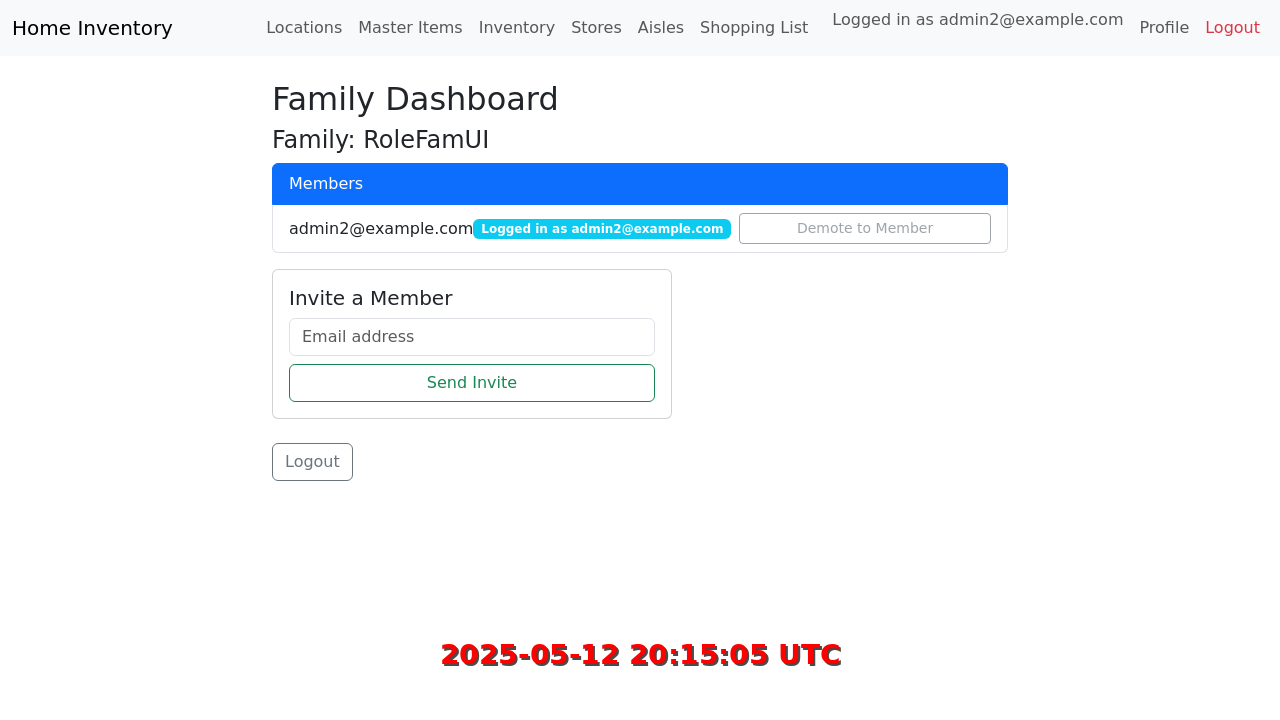 Home Inventory Locations Master Items Inventory Stores Aisles Shopping List Logged in as admin2@example.com Profile Logout
Family Dashboard
Family: RoleFamUI
Members
admin2@example.com Logged in as admin2@example.com Demote to Member
Invite a Member
Email address
Send Invite
Logout
2025-05-12 20:15:05 UTC